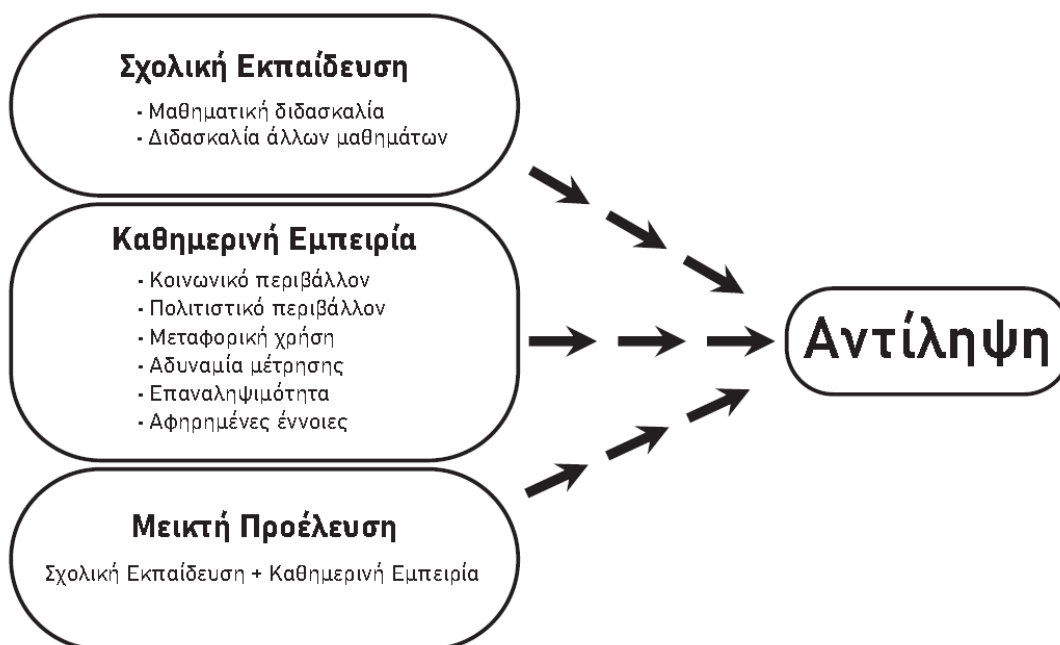 Σχολική Εκπαίδευση
- Μαθηματική διδασκαλία
- Διδασκαλία άλλων μαθημάτων
Καθημερινή Εμπειρία
- Κοινωνικό περιβάλλον
- Πολιτιστικό περιβάλλον
- Μεταφορική χρήση
- Αδυναμία μέτρησης
- Επαναληψιμότητα
- Αφηρημένες έννοιες
Μεικτή Προέλευση
Σχολική Εκπαίδευση + Καθημερινή Εμπειρία
Αντίληψη